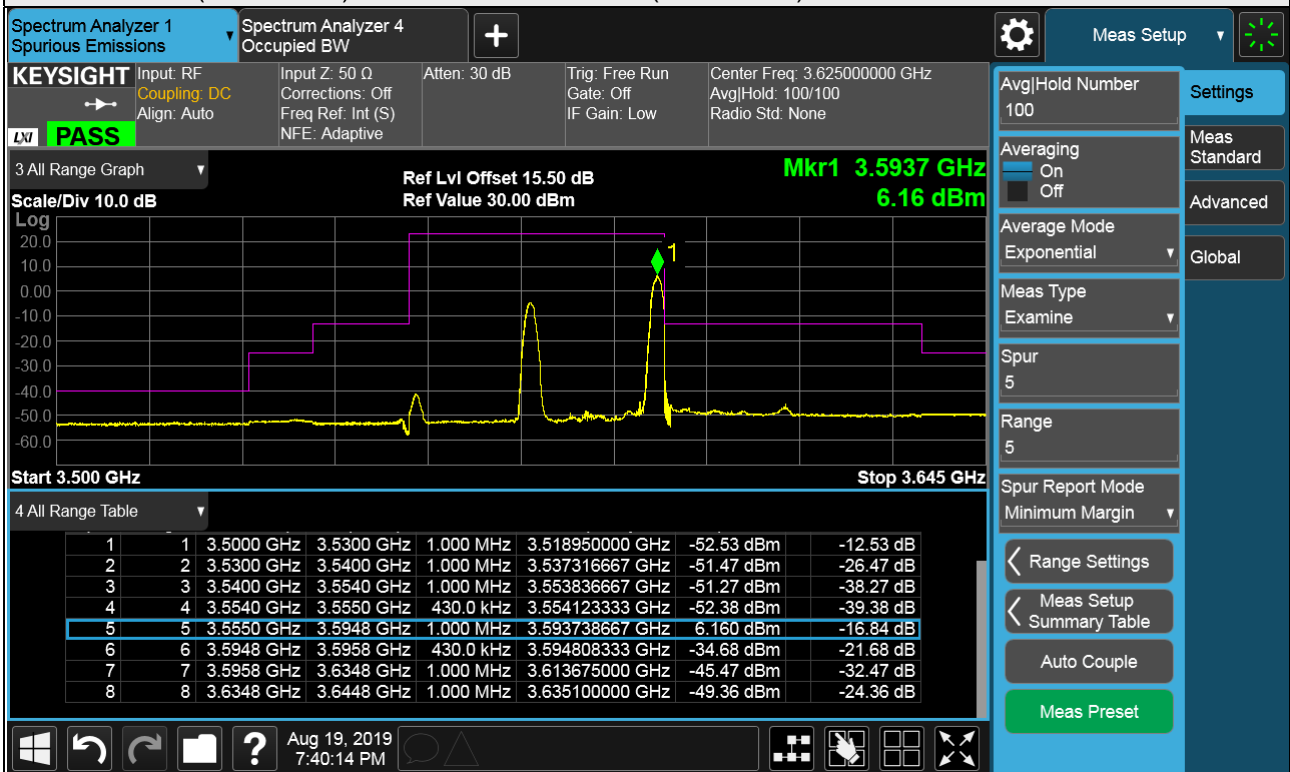 Spectrum Analyzer 1
Spurious Emissions
Spectrum Analyzer 4
Occupied BW
Meas Setup
KEYSIGHT
LXI
PASS
Input: RF
Coupling: DC
Align: Auto
Input Z: 50 Ω
Corrections: Off
Freq Ref: Int (S)
NFE: Adaptive
Atten: 30 dB
Trig: Free Run
Gate: Off
IF Gain: Low
Center Freq: 3.625000000 GHz
Avg|Hold: 100/100
Radio Std: None
3 All Range Graph
Scale/Div 10.0 dB
Ref Lvl Offset 15.50 dB
Ref Value 30.00 dBm
Mkr1 3.5937 GHz
6.16 dBm
Log
20.0
10.0
0.00
-10.0
-20.0
-30.0
-40.0
-50.0
-60.0
1
Start 3.500 GHz
Stop 3.645 GHz
4 All Range Table
1 1 3.5000 GHz 3.5300 GHz 1.000 MHz 3.518950000 GHz -52.53 dBm -12.53 dB
2 2 3.5300 GHz 3.5400 GHz 1.000 MHz 3.537316667 GHz -51.47 dBm -26.47 dB
3 3 3.5400 GHz 3.5540 GHz 1.000 MHz 3.553836667 GHz -51.27 dBm -38.27 dB
4 4 3.5540 GHz 3.5550 GHz 430.0 kHz 3.554123333 GHz -52.38 dBm -39.38 dB
5 5 3.5550 GHz 3.5948 GHz 1.000 MHz 3.593738667 GHz 6.160 dBm -16.84 dB
6 6 3.5948 GHz 3.5958 GHz 430.0 kHz 3.594808333 GHz -34.68 dBm -21.68 dB
7 7 3.5958 GHz 3.6348 GHz 1.000 MHz 3.613675000 GHz -45.47 dBm -32.47 dB
8 8 3.6348 GHz 3.6448 GHz 1.000 MHz 3.635100000 GHz -49.36 dBm -24.36 dB
Avg|Hold Number
100
Averaging
On
Off
Average Mode
Exponential
Meas Type
Examine
Spur
5
Range
5
Spur Report Mode
Minimum Margin
Range Settings
Meas Setup
Summary Table
Auto Couple
Meas Preset
Settings
Meas
Standard
Advanced
Global
?
Aug 19, 2019
7:40:14 PM